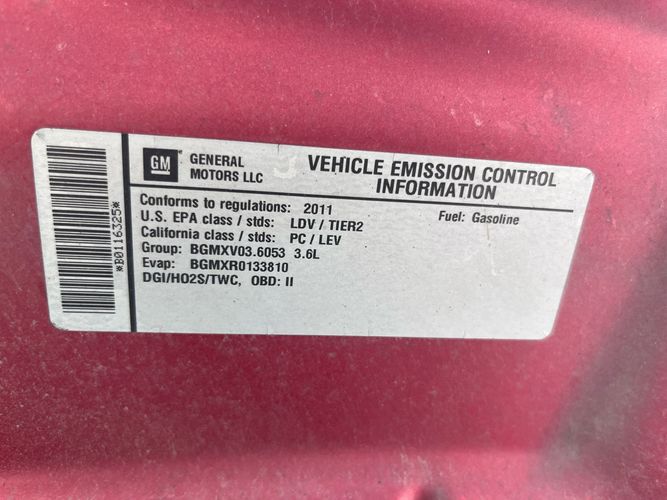 *B0116325*
GM
GENERAL
MOTORS LLC
VEHICLE EMISSION CONTROL
INFORMATION
Conforms to regulations: 2011
Fuel: Gasoline
U.S. EPA class / stds: LDV / TIER2
California class / stds: PC / LEV
Group: BGMXV03.6053 3.6L
Evap: BGMXR0133810
DGI/HO2S/TWC, OBD: II